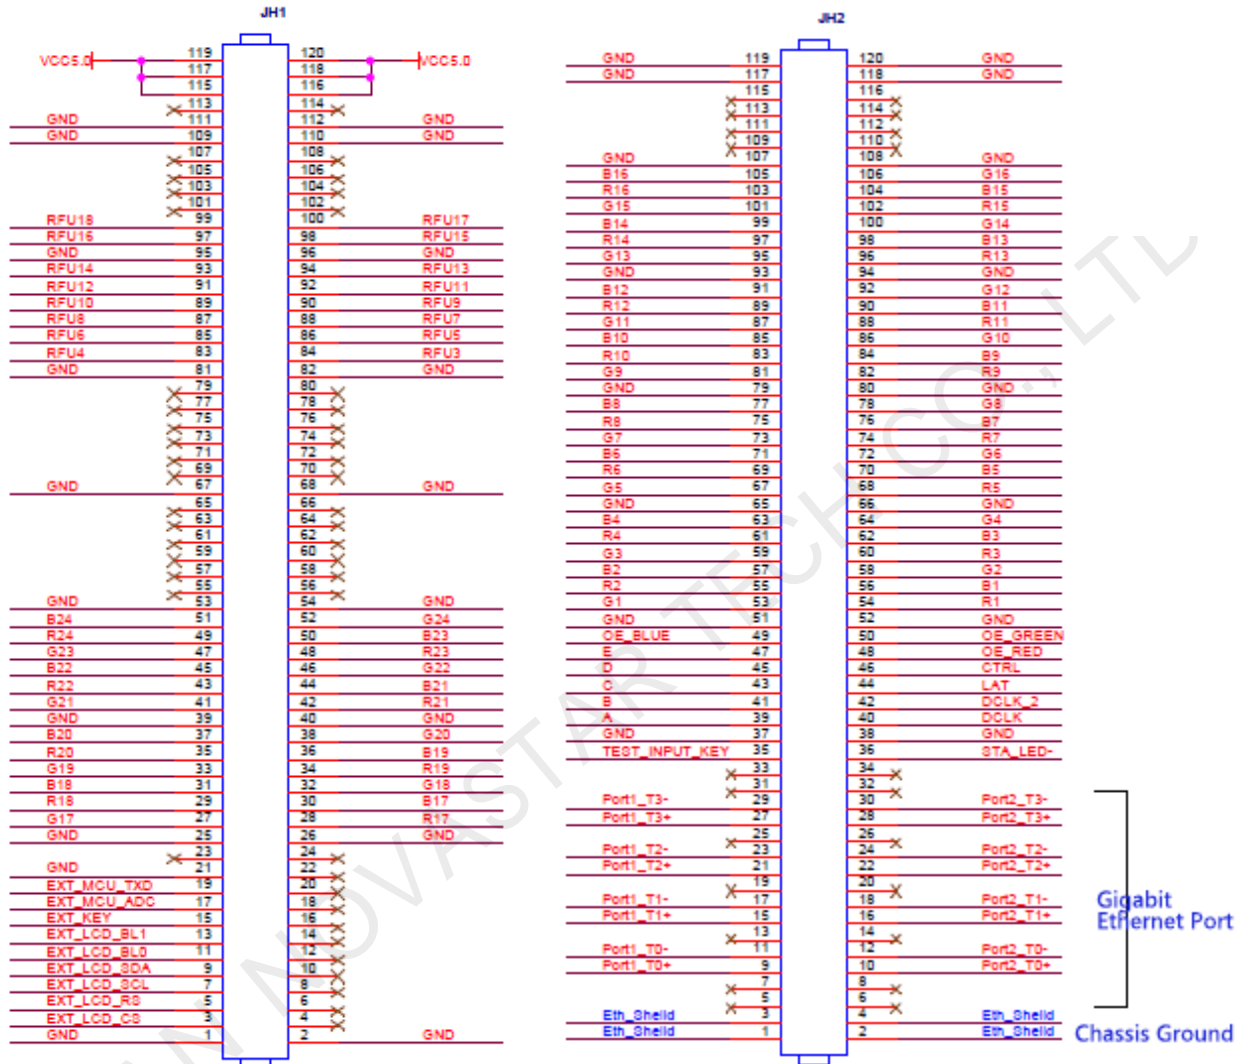 JH1
VCC5.0 119 120 VCC5.0
117 118
115 116
113 114
GND 111 112 GND
GND 109 110 GND
107 108
105 106
103 104
101 102
RFU18 99 100 RFU17
RFU16 97 98 RFU15
GND 95 96 GND
RFU14 93 94 RFU13
RFU12 91 92 RFU11
RFU10 89 90 RFU9
RFU8 87 88 RFU7
RFU6 85 86 RFU5
RFU4 83 84 RFU3
GND 81 82 GND
79 80
77 78
75 76
73 74
71 72
69 70
GND 67 68 GND
65 66
63 64
61 62
59 60
57 58
55 56
GND 53 54 GND
B24 51 52 G24
R24 49 50 B23
G23 47 48 R23
B22 45 46 G22
R22 43 44 B21
G21 41 42 R21
GND 39 40 GND
B20 37 38 G20
R20 35 36 B19
G19 33 34 R19
B18 31 32 G18
R18 29 30 B17
G17 27 28 R17
GND 25 26 GND
23 24
GND 21 22
EXT_MCU_TXD 19 20
EXT_MCU_ADC 17 18
EXT_KEY 15 16
EXT_LCD_BL1 13 14
EXT_LCD_BL0 11 12
EXT_LCD_SDA 9 10
EXT_LCD_SCL 7 8
EXT_LCD_RS 5 6
EXT_LCD_CS 3 4
GND 1 2 GND
JH2
GND 119 120 GND
GND 117 118 GND
115 116
113 114
111 112
109 110
GND 107 108 GND
B16 105 106 G16
R16 103 104 B15
G15 101 102 R15
B14 99 100 G14
R14 97 98 B13
G13 95 96 R13
GND 93 94 GND
B12 91 92 G12
R12 89 90 B11
G11 87 88 R11
B10 85 86 G10
R10 83 84 B9
G9 81 82 R9
GND 79 80 GND
B8 77 78 G8
R8 75 76 B7
G7 73 74 R7
B6 71 72 G6
R6 69 70 B5
G5 67 68 R5
GND 65 66 GND
B4 63 64 G4
R4 61 62 B3
G3 59 60 R3
B2 57 58 G2
R2 55 56 B1
G1 53 54 R1
GND 51 52 GND
OE_BLUE 49 50 OE_GREEN
E 47 48 OE_RED
D 45 46 CTRL
C 43 44 LAT
B 41 42 DCLK_2
A 39 40 DCLK
GND 37 38 GND
TEST_INPUT_KEY 35 36 STA_LED-
33 34
31 32
Port1_T3- 29 30 Port2_T3-
Port1_T3+ 27 28 Port2_T3+
25 26
Port1_T2- 23 24 Port2_T2-
Port1_T2+ 21 22 Port2_T2+
19 20
Port1_T1- 17 18 Port2_T1-
Port1_T1+ 15 16 Port2_T1+
13 14
Port1_T0- 11 12 Port2_T0-
Port1_T0+ 9 10 Port2_T0+
7 8
5 6
Eth_Sheild 3 4 Eth_Sheild
Eth_Sheild 1 2 Eth_Sheild
Gigabit
Ethernet Port
Chassis Ground
AN NOVASTAR TECH CO., LTD